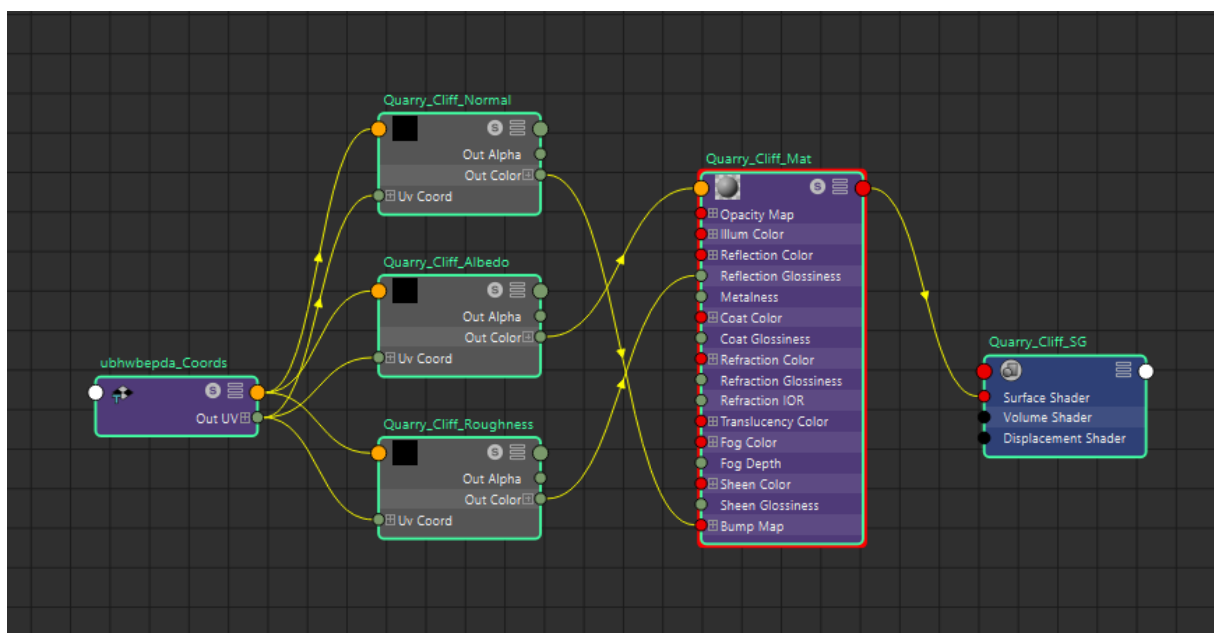 Quarry_Cliff_Normal
Out Alpha
Out Color
Uv Coord
Quarry_Cliff_Albedo
Out Alpha
Out Color
Uv Coord
ubhwbepda_Coords
Out UV
Quarry_Cliff_Roughness
Out Alpha
Out Color
Uv Coord
Quarry_Cliff_Mat
Opacity Map
Illum Color
Reflection Color
Reflection Glossiness
Metalness
Coat Color
Coat Glossiness
Refraction Color
Refraction Glossiness
Refraction IOR
Translucency Color
Fog Color
Fog Depth
Sheen Color
Sheen Glossiness
Bump Map
Quarry_Cliff_SG
Surface Shader
Volume Shader
Displacement Shader